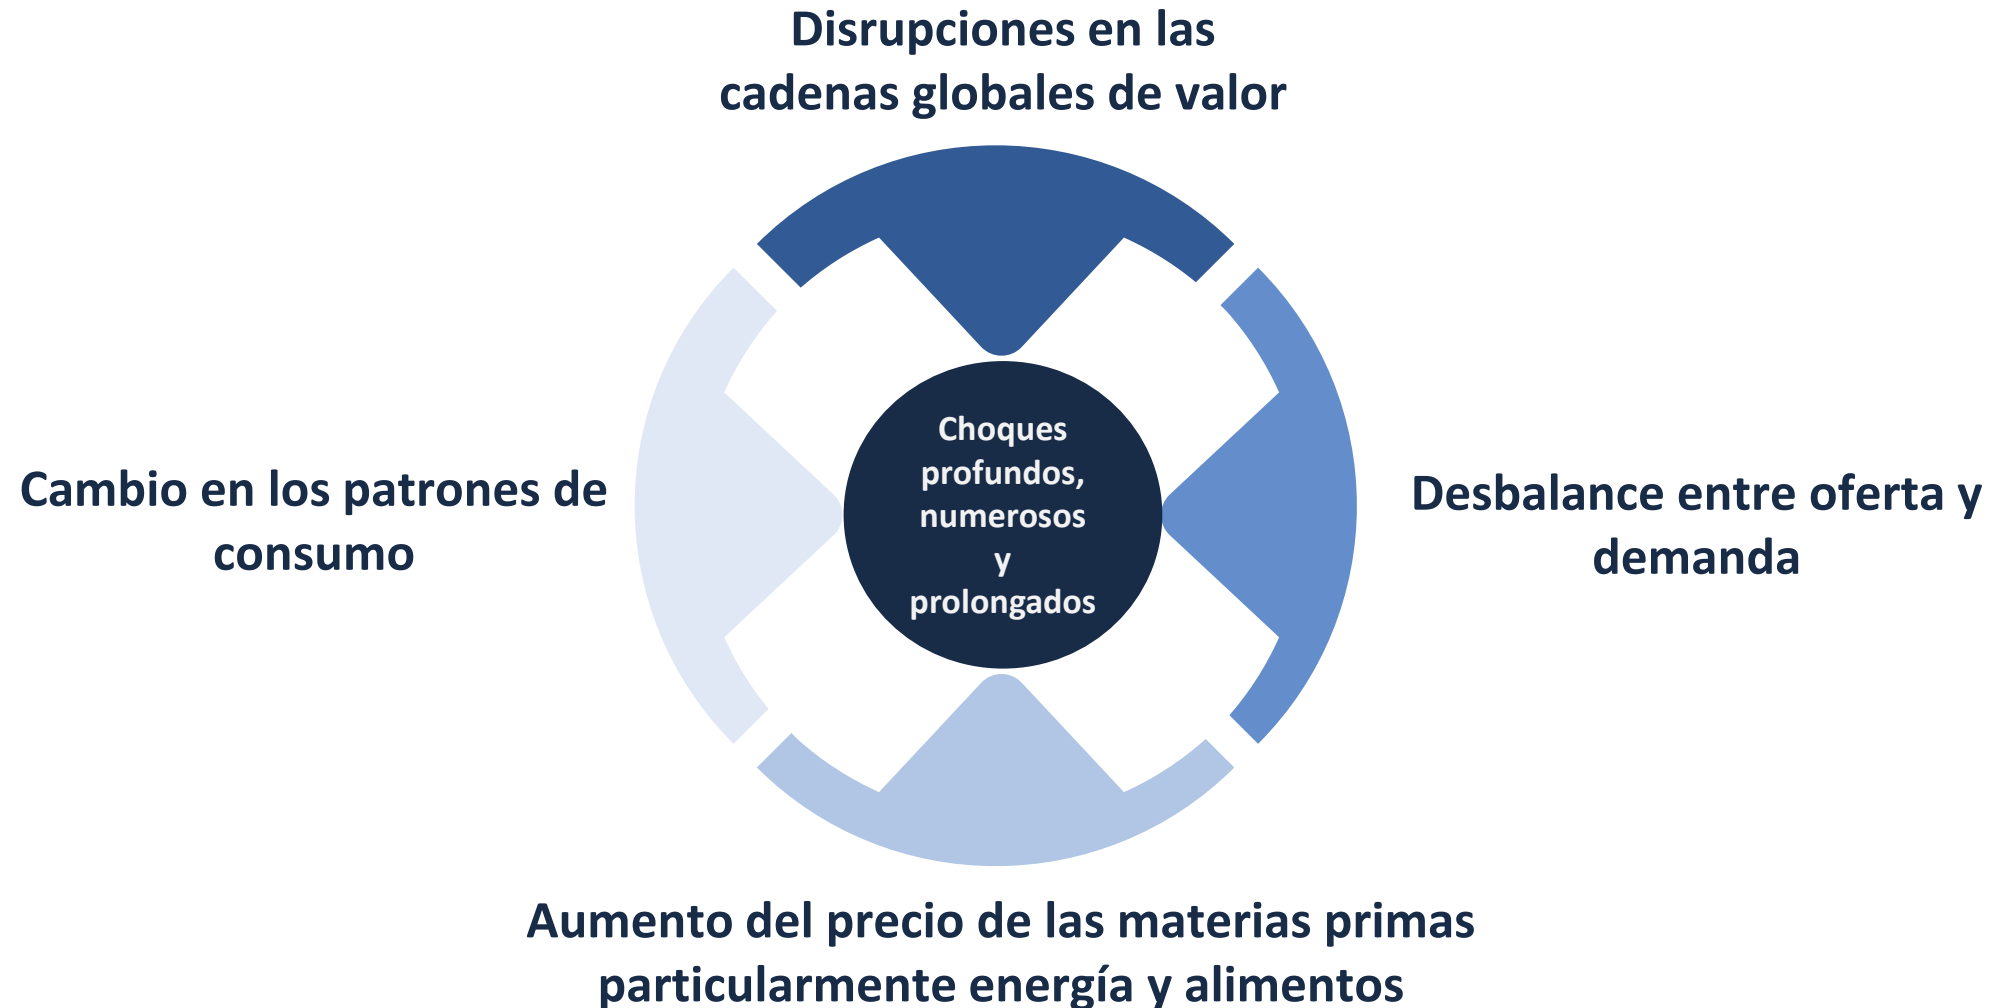 Disrupciones en las
cadenas globales de valor
Choques
profundos,
numerosos
y
prolongados
Cambio en los patrones de
consumo
Desbalance entre oferta y
demanda
Aumento del precio de las materias primas
particularmente energía y alimentos